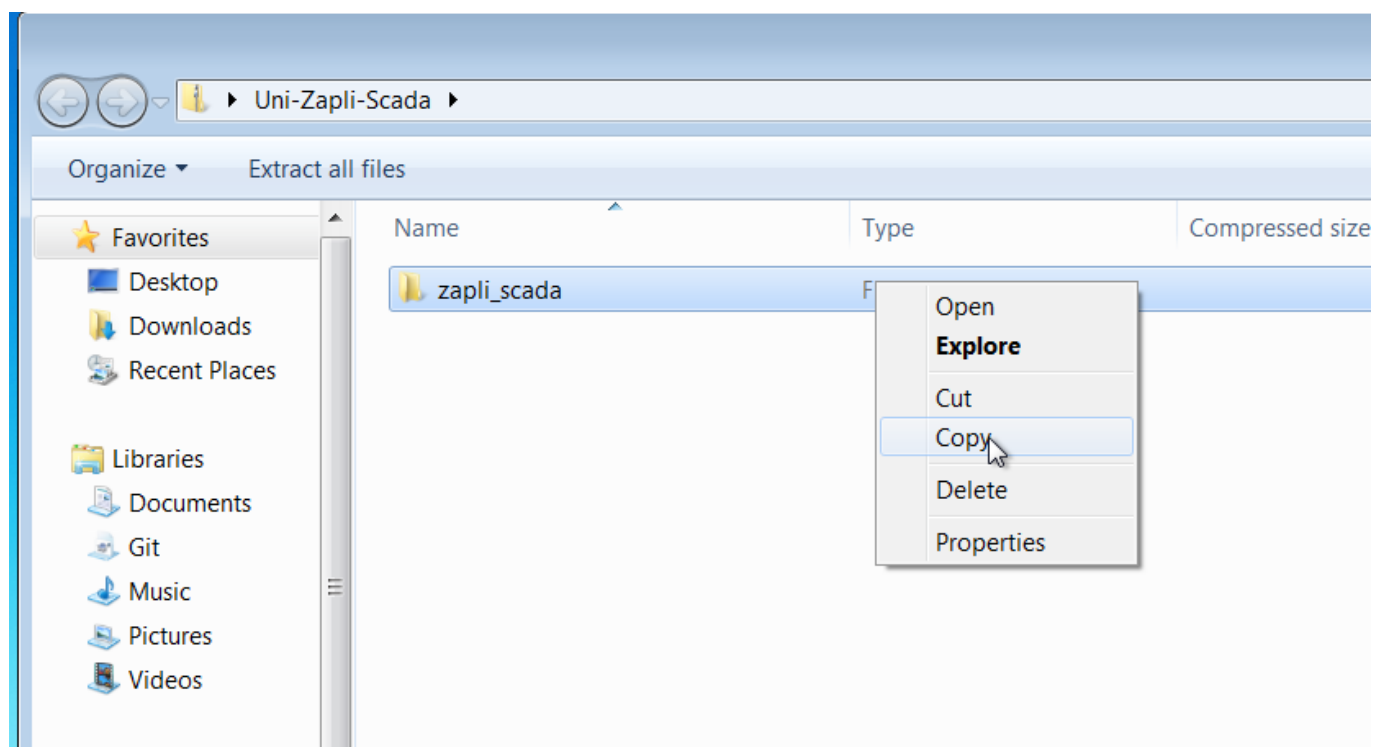 Uni-Zapli-Scada
Organize Extract all files
Name Type Compressed size
Favorites
Desktop
Downloads
Recent Places
Libraries
Documents
Git
Music
Pictures
Videos
zapli_scada F
Open
Explore
Cut
Copy
Delete
Properties